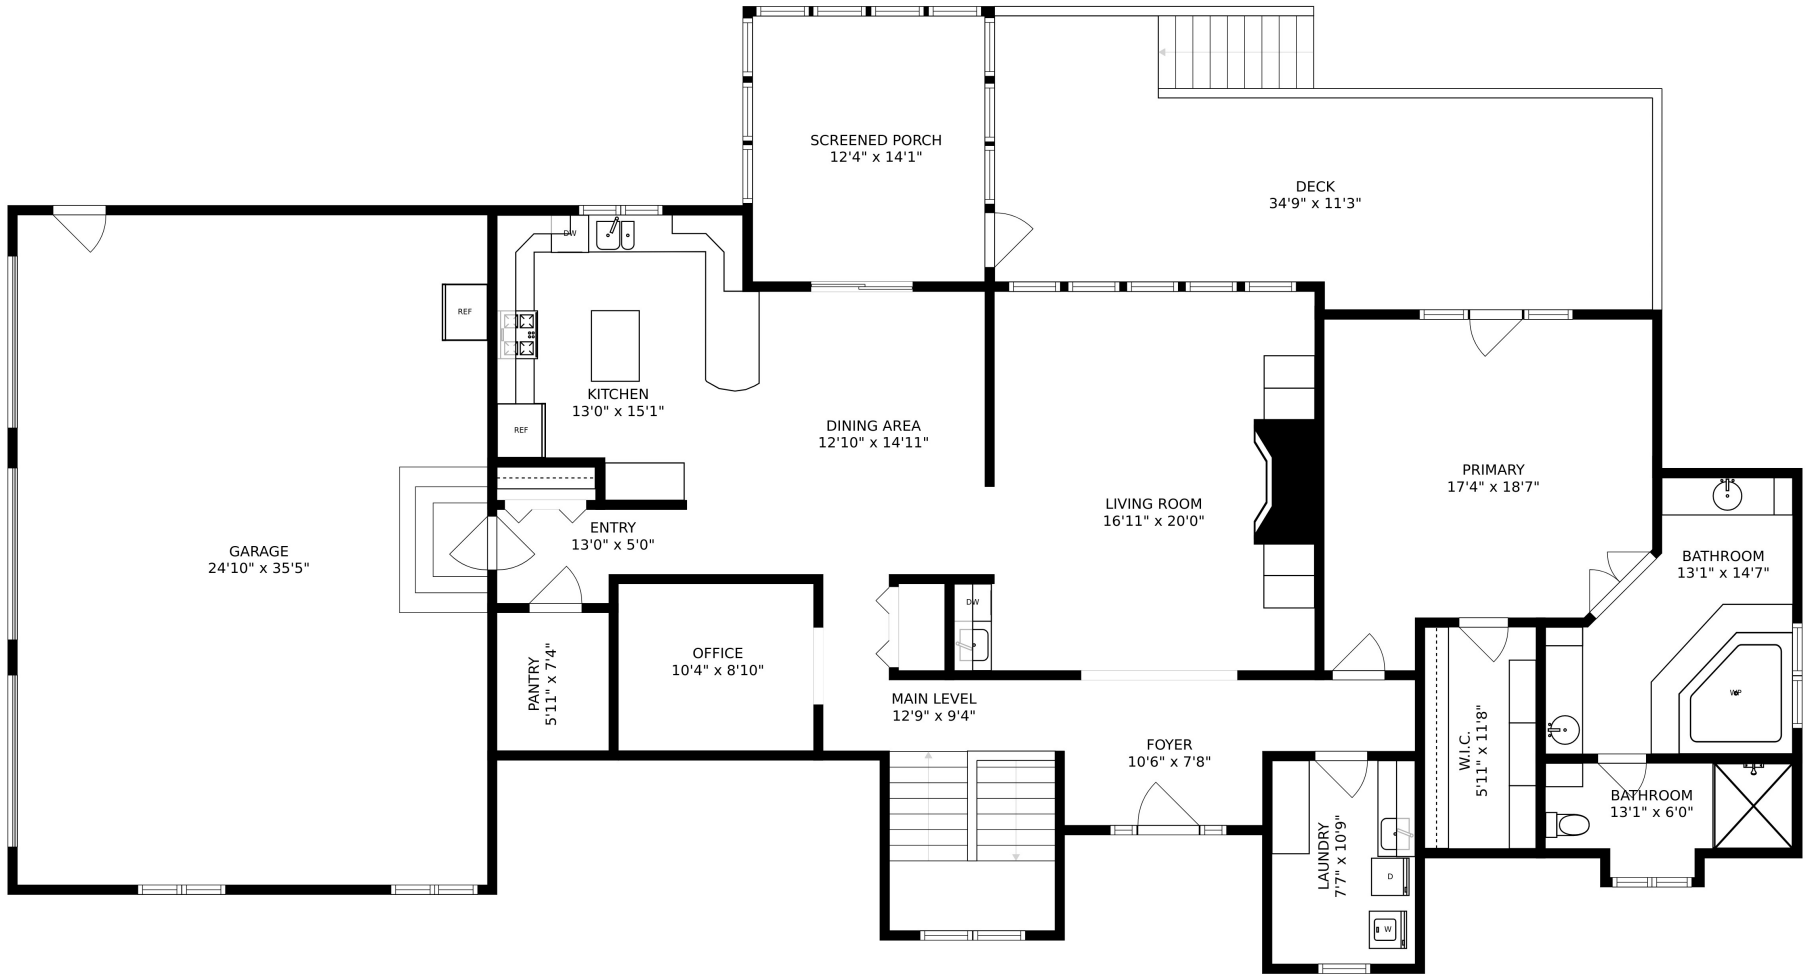 SCREENED PORCH
12'4" x 14'1"
DECK
34'9" x 11'3"
DW
REF
KITCHEN
13'0" x 15'1"
REF
DINING AREA
12'10" x 14'11"
PRIMARY
17'4" x 18'7"
LIVING ROOM
16'11" x 20'0"
ENTRY
13'0" x 5'0"
GARAGE
24'10" x 35'5"
BATHROOM
13'1" x 14'7"
DW
OFFICE
10'4" x 8'10"
PANTRY
5'11" x 7'4"
MAIN LEVEL
12'9" x 9'4"
WP
FOYER
10'6" x 7'8"
W.I.C.
5'11" x 11'8"
BATHROOM
13'1" x 6'0"
LAUNDRY
7'7" x 10'9"
D
W